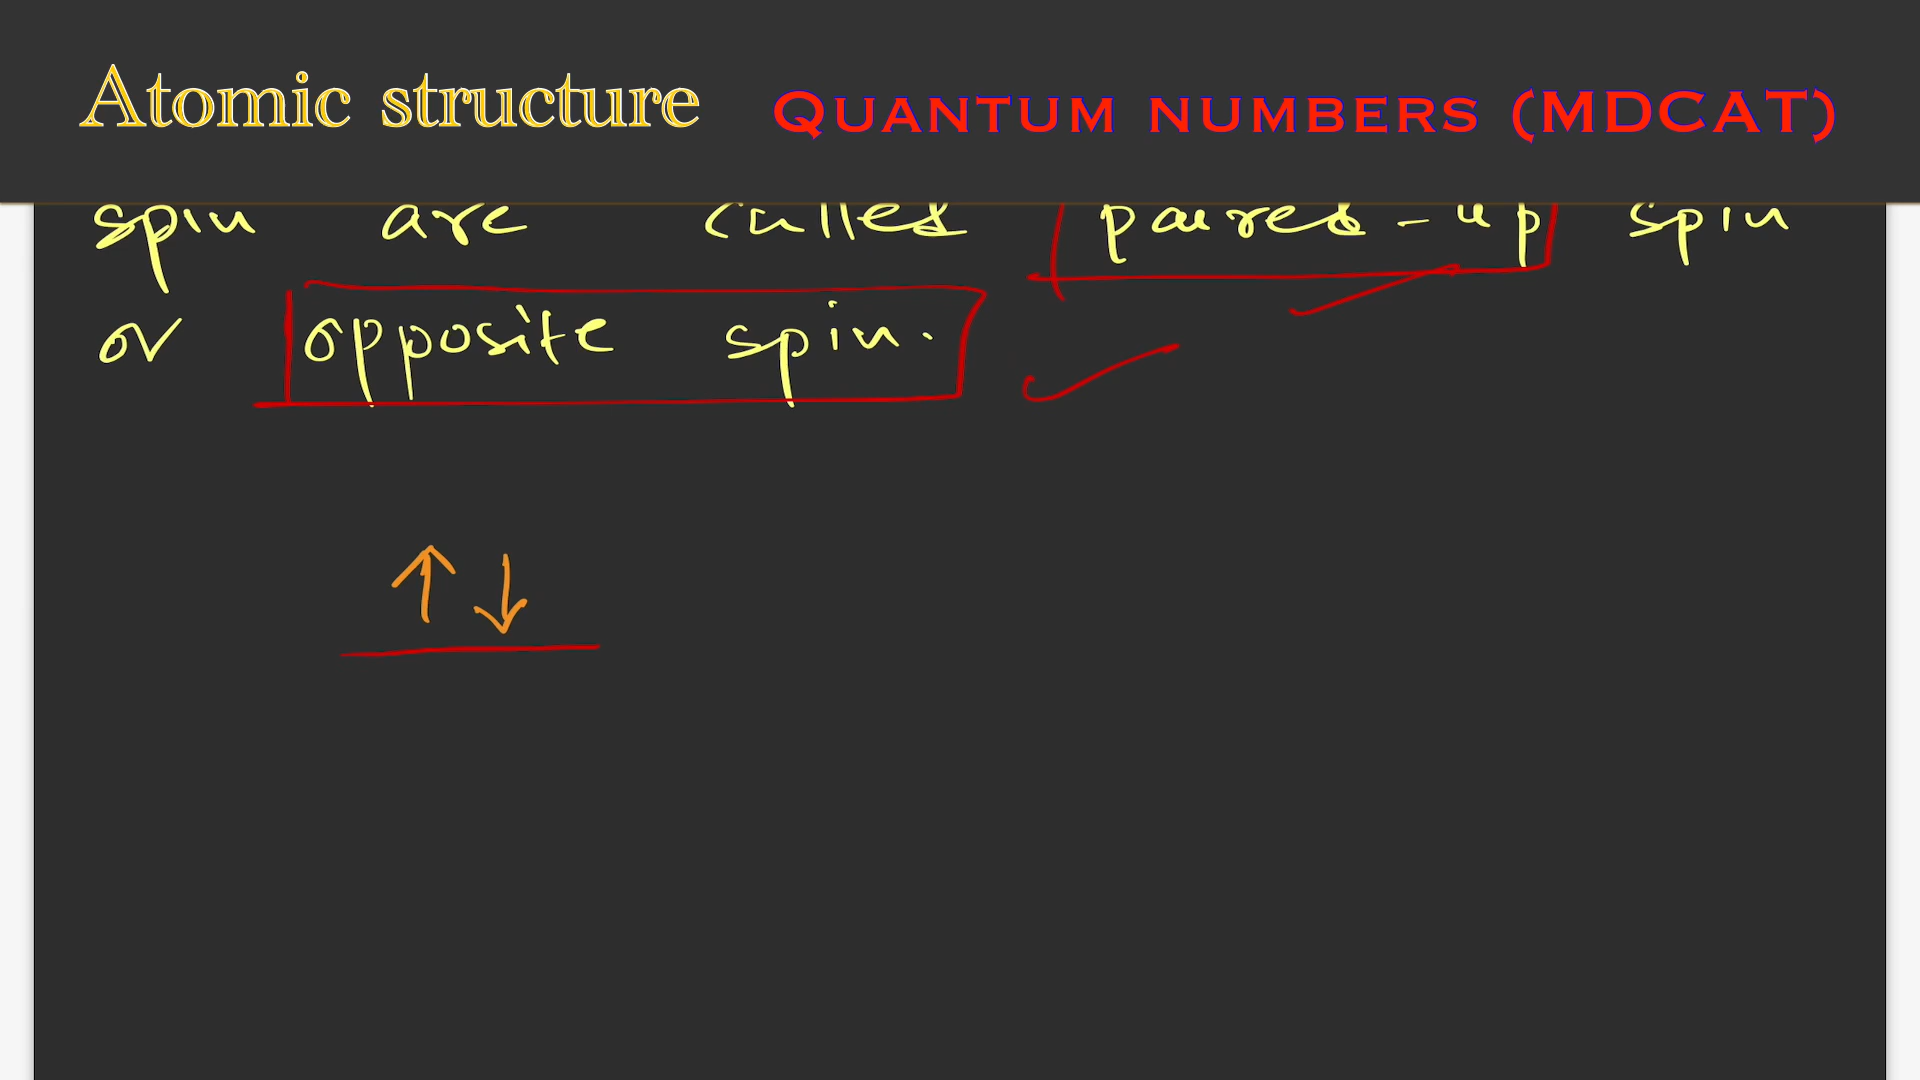 Atomic structure QUANTUM NUMBERS (MDCAT)
spin are called paired-up spin
or opposite spin.